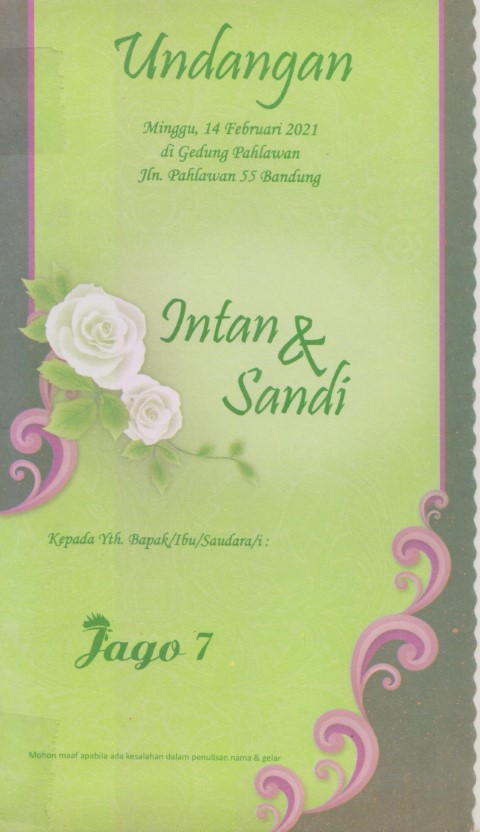 Undangan
Minggu, 14 Februari 2021
di Gedung Pahlawan
Jln. Pahlawan 55 Bandung
Intan &
Sandi
Kepada Yth. Bapak/Ibu/Saudara/i :
Jago 7
Mohon maaf apabila ada kesalahan dalam penulisan nama & gelar